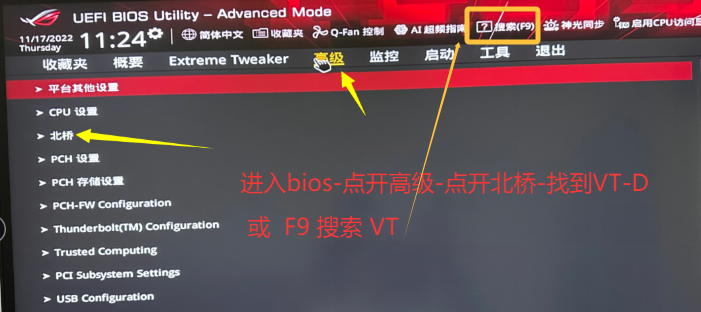 UEFI BIOS Utility – Advanced Mode
11/17/2022
Thursday
11:24
简体中文
收藏夹
Q-Fan 控制
AI 超频指南
搜索(F9)
神光同步
启用CPU访问显
收藏夹 概要 Extreme Tweaker 高级 监控 启动 工具 退出
> 平台其他设置
> CPU 设置
> 北桥
> PCH 设置
> PCH 存储设置
> PCH-FW Configuration
> Thunderbolt(TM) Configuration
> Trusted Computing
> PCI Subsystem Settings
> USB Configuration
进入bios-点开高级-点开北桥-找到VT-D
或 F9 搜索 VT